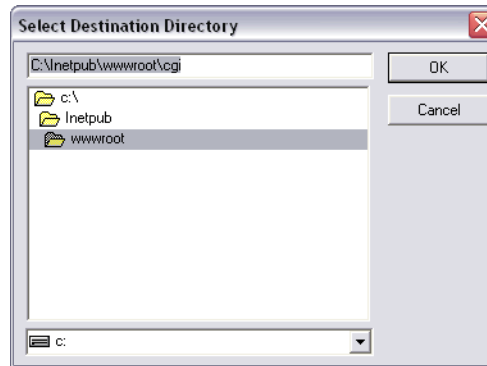 Select Destination Directory
C:\Inetpub\wwwroot\cgi
OK
c:\
Cancel
Inetpub
wwwroot
c: